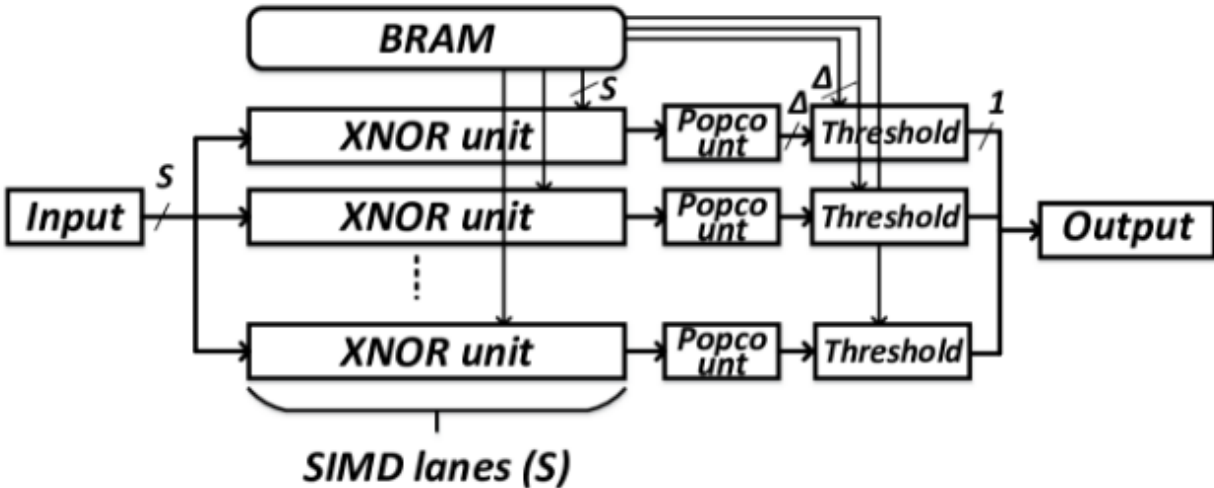 BRAM
S
Δ
Δ
1
XNOR unit
Popco
unt
Threshold
S
Input
XNOR unit
Popco
unt
Threshold
Output
XNOR unit
Popco
unt
Threshold
SIMD lanes (S)